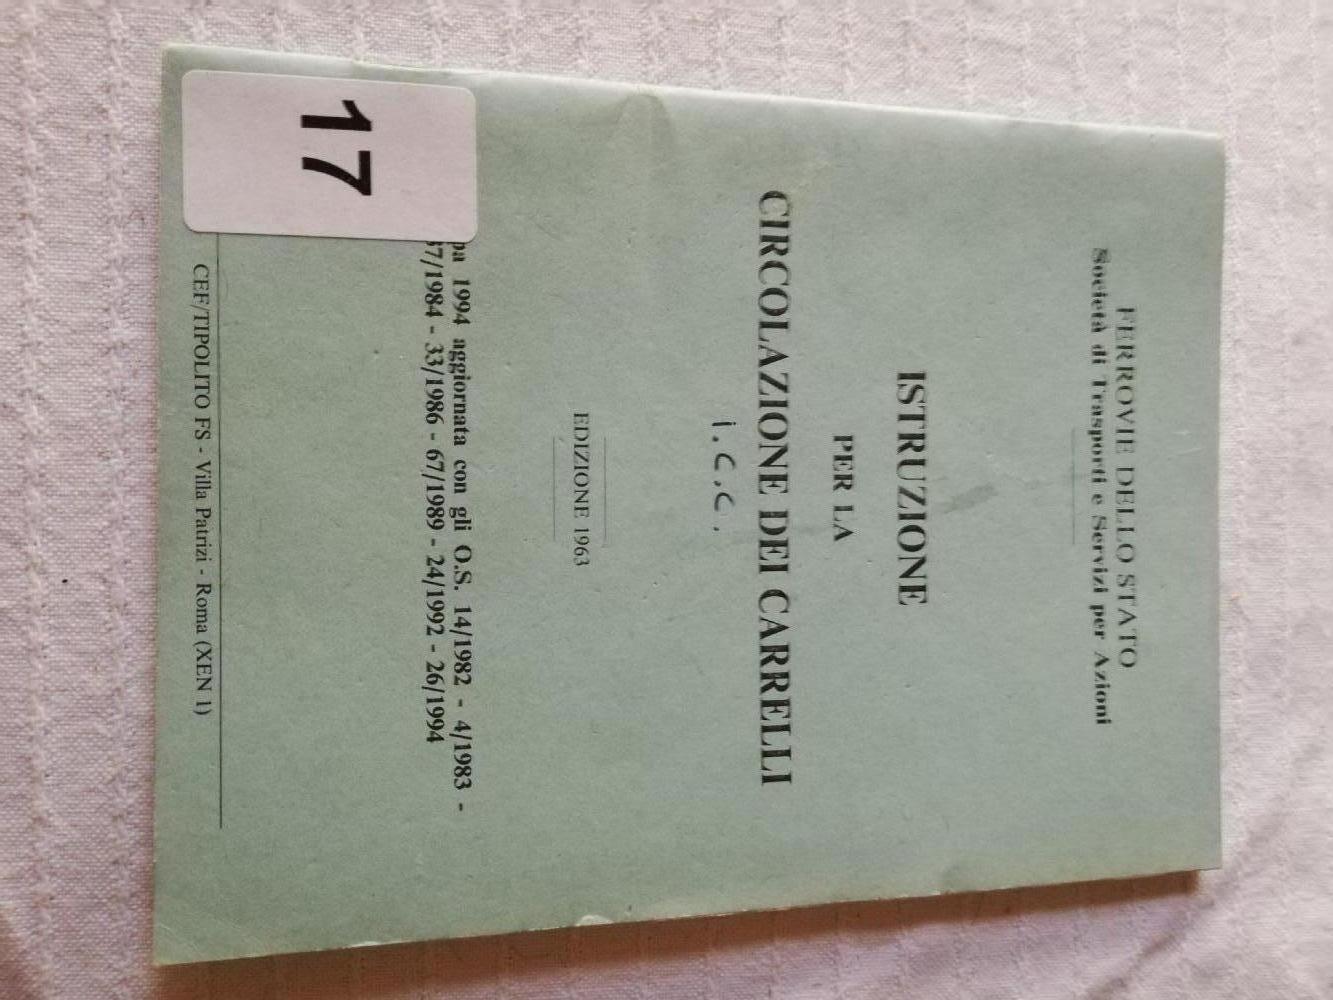 FERROVIE DELLO STATO
Società di Trasporti e Servizi per Azioni
ISTRUZIONE
PER LA
CIRCOLAZIONE DEI CARRELLI
i.c.c.
EDIZIONE 1963
pa 1994 aggiornata con gli O.S. 14/1982 - 4/1983 -
37/1984 - 33/1986 - 67/1989 - 24/1992 - 26/1994
17
CEF/TIPOLITO FS - Villa Patrizi - Roma (XEN 1)